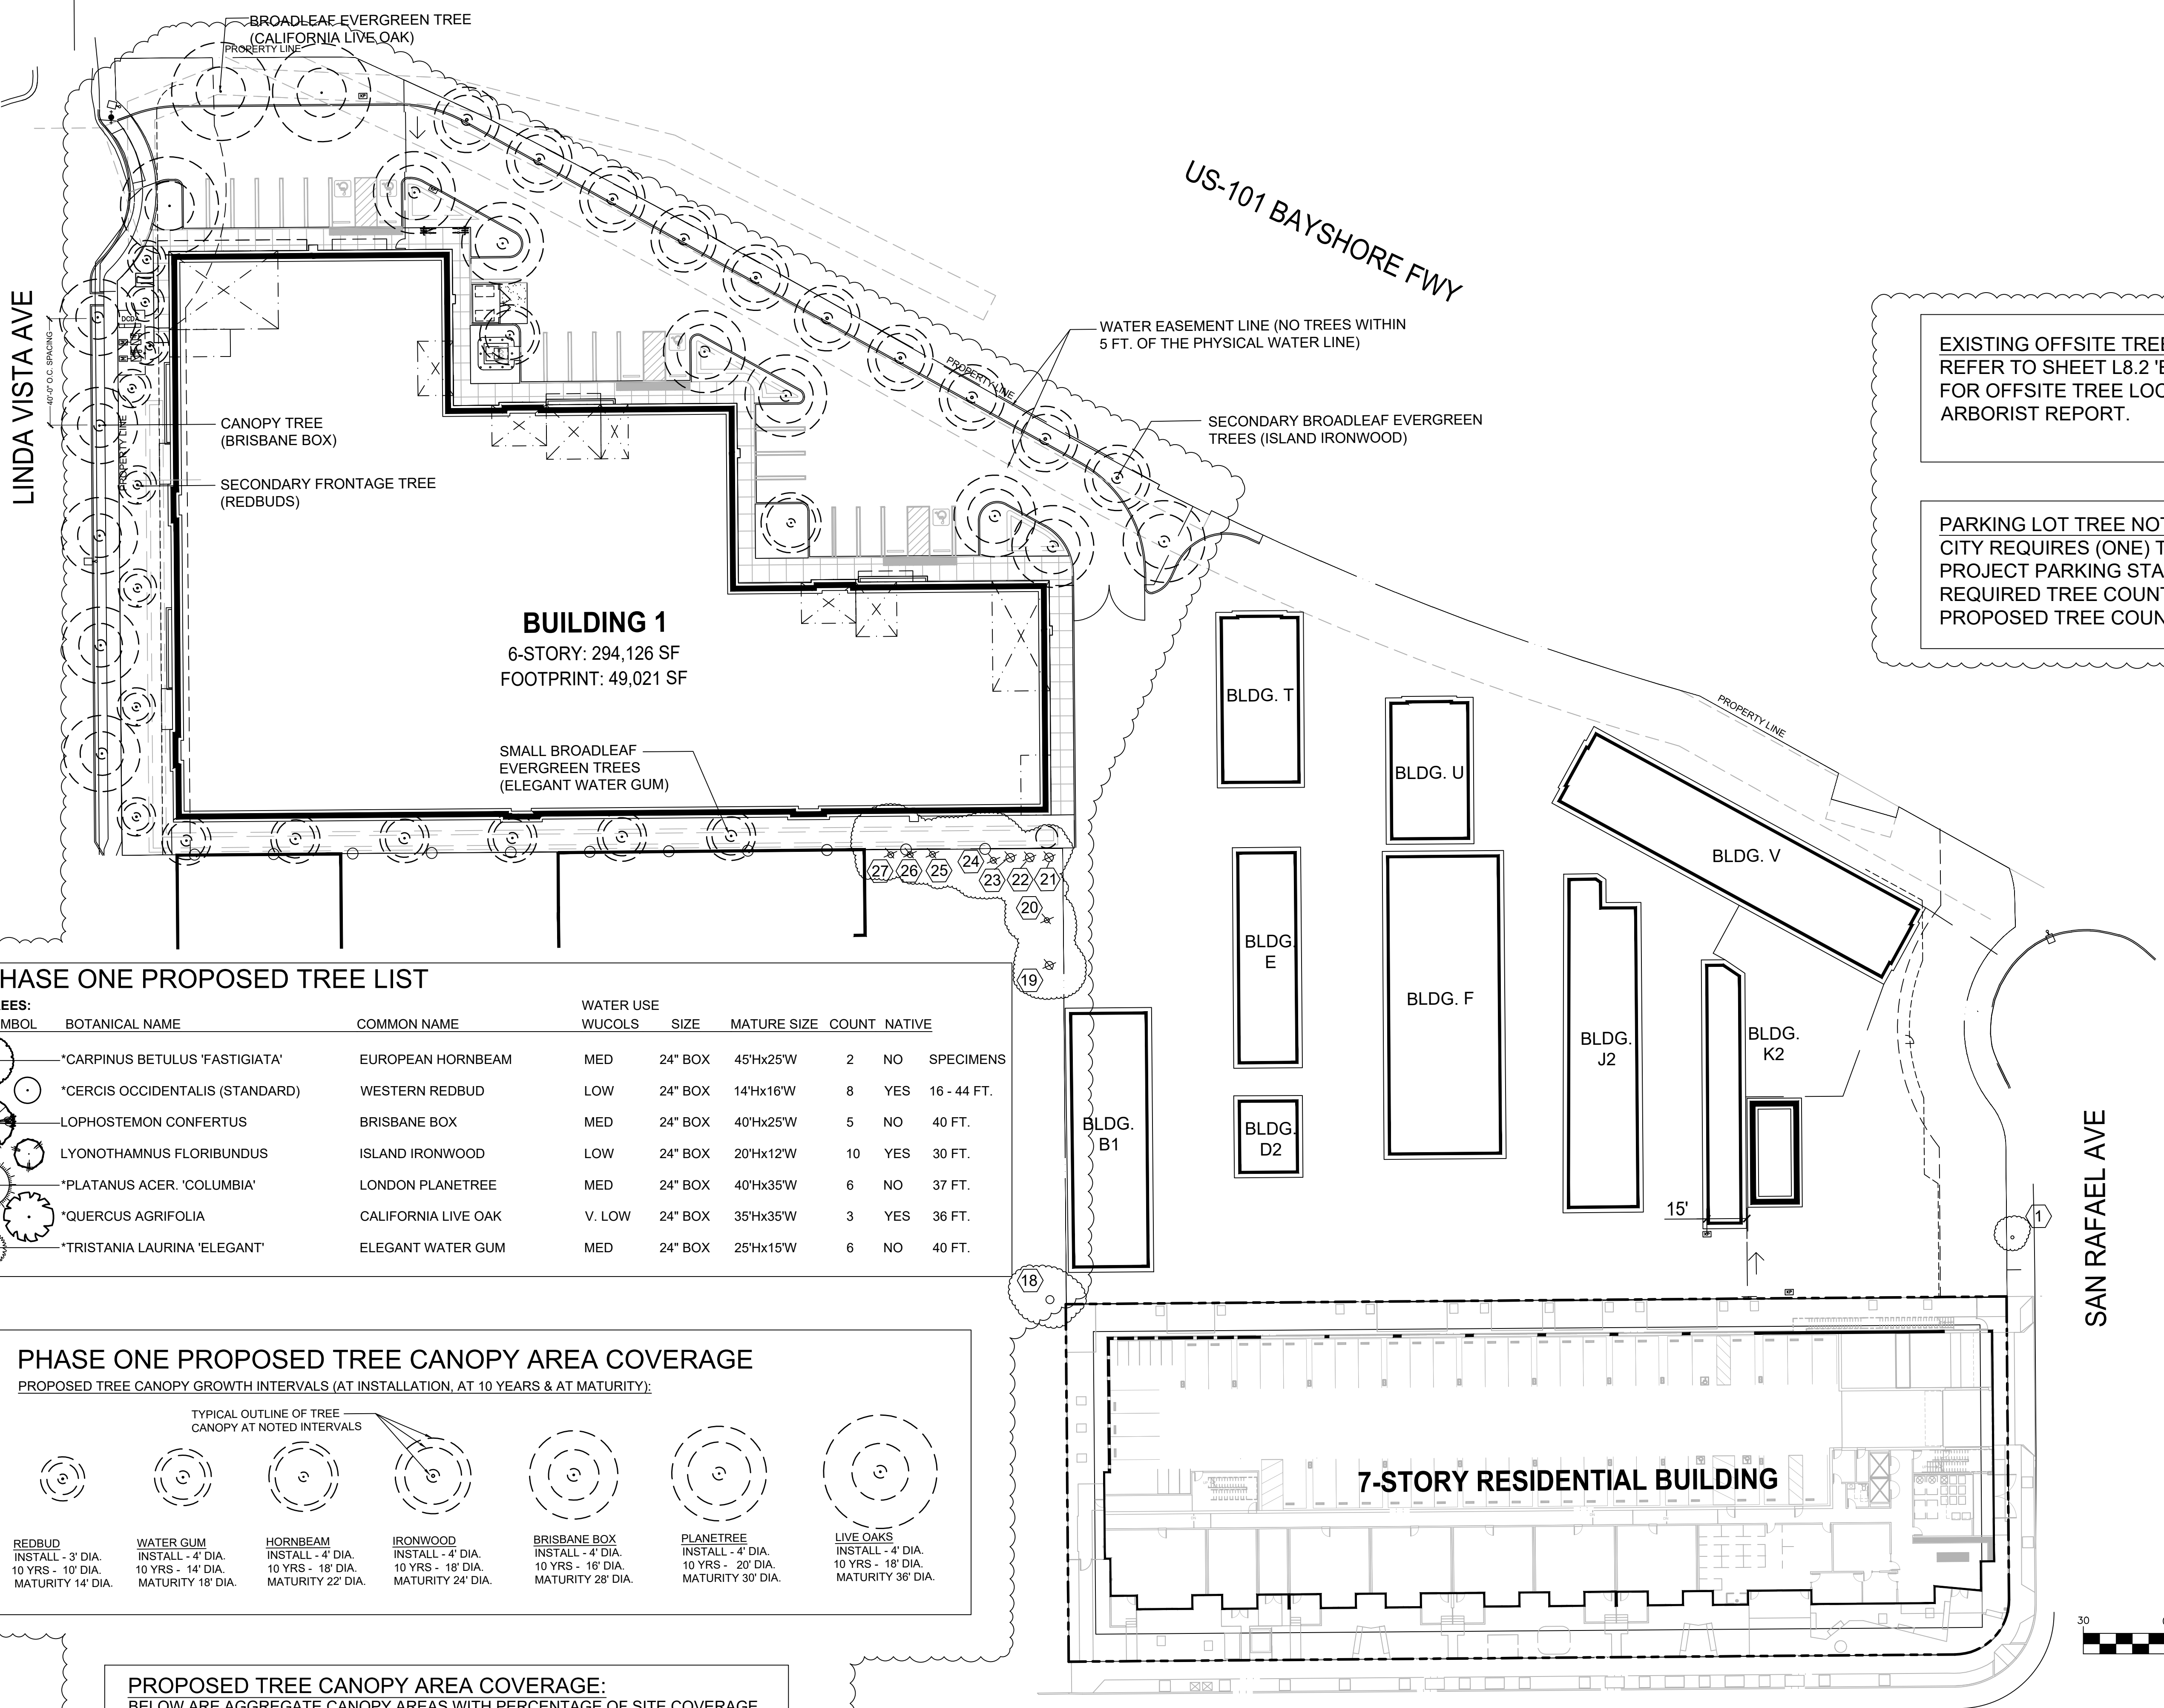 BROADLEAF EVERGREEN TREE
(CALIFORNIA LIVE OAK)
PROPERTY LINE
US-101 BAYSHORE FWY
LINDA VISTA AVE
40'-0" O.C. SPACING
PROPERTY LINE
DCDA
WATER EASEMENT LINE (NO TREES WITHIN
5 FT. OF THE PHYSICAL WATER LINE)
PROPERTY LINE
SECONDARY BROADLEAF EVERGREEN
TREES (ISLAND IRONWOOD)
CANOPY TREE
(BRISBANE BOX)
SECONDARY FRONTAGE TREE
(REDBUDS)
EXISTING OFFSITE TREE
REFER TO SHEET L8.2 'E
FOR OFFSITE TREE LOC
ARBORIST REPORT.
PARKING LOT TREE NOT
CITY REQUIRES (ONE) T
PROJECT PARKING STA
REQUIRED TREE COUNT
PROPOSED TREE COUN
BUILDING 1
6-STORY: 294,126 SF
FOOTPRINT: 49,021 SF
SMALL BROADLEAF
EVERGREEN TREES
(ELEGANT WATER GUM)
BLDG. T
BLDG. U
PROPERTY LINE
BLDG. V
27 26 25 24 23 22 21
20
19
BLDG.
E
BLDG. F
BLDG.
J2
BLDG.
K2
BLDG.
B1
BLDG.
D2
15'
1
SAN RAFAEL AVE
18
HASE ONE PROPOSED TREE LIST
EES:
WATER USE
MBOL BOTANICAL NAME COMMON NAME WUCOLS SIZE MATURE SIZE COUNT NATIVE
*CARPINUS BETULUS 'FASTIGIATA' EUROPEAN HORNBEAM MED 24" BOX 45'Hx25'W 2 NO SPECIMENS
*CERCIS OCCIDENTALIS (STANDARD) WESTERN REDBUD LOW 24" BOX 14'Hx16'W 8 YES 16 - 44 FT.
LOPHOSTEMON CONFERTUS BRISBANE BOX MED 24" BOX 40'Hx25'W 5 NO 40 FT.
LYONOTHAMNUS FLORIBUNDUS ISLAND IRONWOOD LOW 24" BOX 20'Hx12'W 10 YES 30 FT.
*PLATANUS ACER. 'COLUMBIA' LONDON PLANETREE MED 24" BOX 40'Hx35'W 6 NO 37 FT.
*QUERCUS AGRIFOLIA CALIFORNIA LIVE OAK V. LOW 24" BOX 35'Hx35'W 3 YES 36 FT.
*TRISTANIA LAURINA 'ELEGANT' ELEGANT WATER GUM MED 24" BOX 25'Hx15'W 6 NO 40 FT.
PHASE ONE PROPOSED TREE CANOPY AREA COVERAGE
PROPOSED TREE CANOPY GROWTH INTERVALS (AT INSTALLATION, AT 10 YEARS & AT MATURITY):
TYPICAL OUTLINE OF TREE
CANOPY AT NOTED INTERVALS
REDBUD
INSTALL - 3' DIA.
10 YRS - 10' DIA.
MATURITY 14' DIA.
WATER GUM
INSTALL - 4' DIA.
10 YRS - 14' DIA.
MATURITY 18' DIA.
HORNBEAM
INSTALL - 4' DIA.
10 YRS - 18' DIA.
MATURITY 22' DIA.
IRONWOOD
INSTALL - 4' DIA.
10 YRS - 18' DIA.
MATURITY 24' DIA.
BRISBANE BOX
INSTALL - 4' DIA.
10 YRS - 16' DIA.
MATURITY 28' DIA.
PLANETREE
INSTALL - 4' DIA.
10 YRS - 20' DIA.
MATURITY 30' DIA.
LIVE OAKS
INSTALL - 4' DIA.
10 YRS - 18' DIA.
MATURITY 36' DIA.
7-STORY RESIDENTIAL BUILDING
30
PROPOSED TREE CANOPY AREA COVERAGE:
BELOW ARE AGGREGATE CANOPY AREAS WITH PERCENTAGE OF SITE COVERAGE